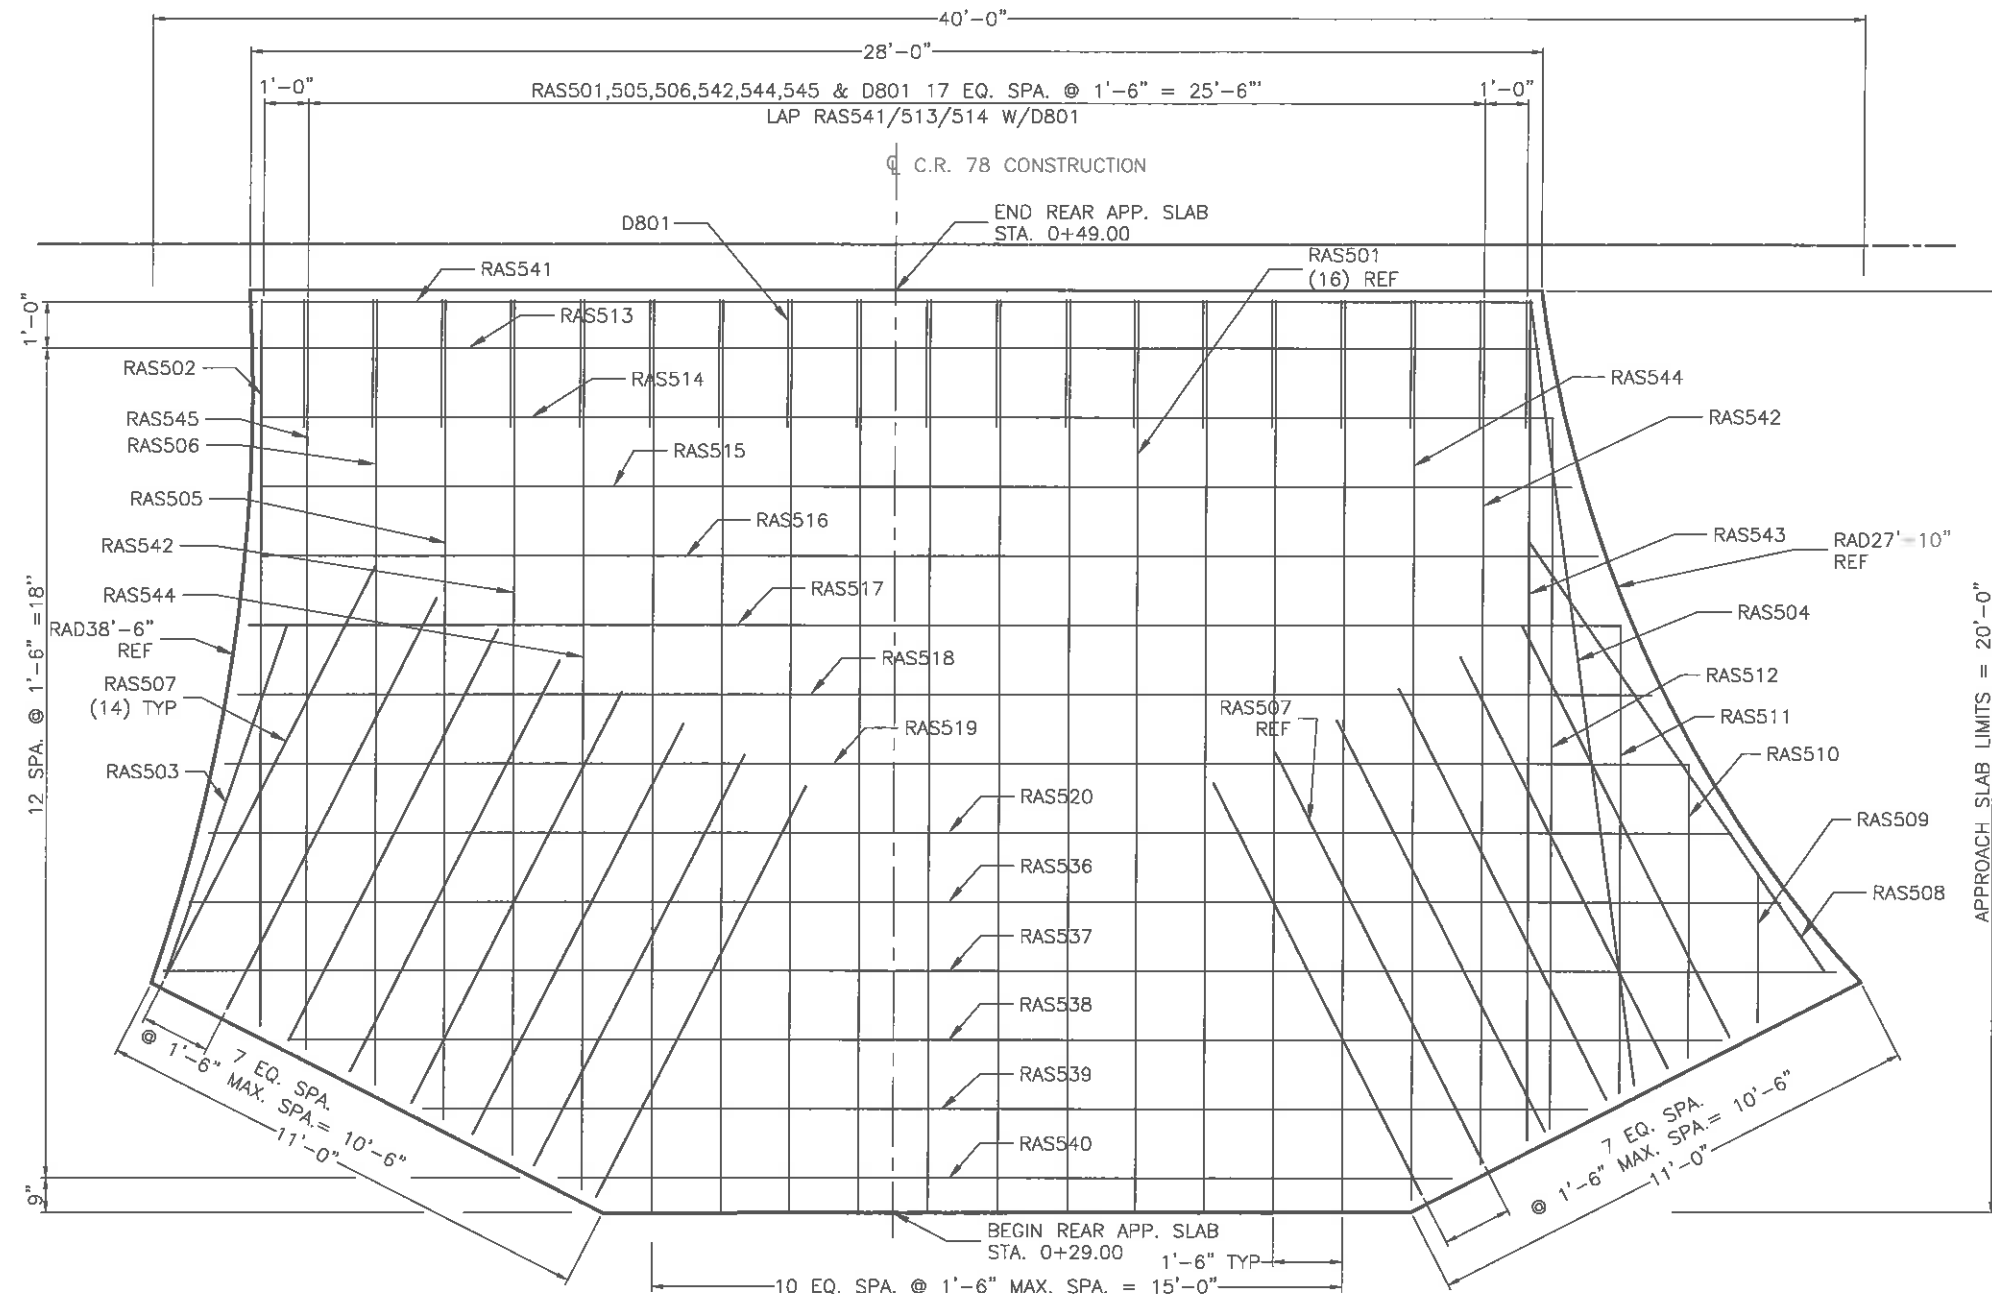 40'-0"
28'-0"
1'-0"
RAS501,505,506,542,544,545 & D801 17 EQ. SPA. @ 1'-6" = 25'-6"'
1'-0"
LAP RAS541/513/514 W/D801
℄ C.R. 78 CONSTRUCTION
D801
END REAR APP. SLAB
STA. 0+49.00
RAS541
RAS501
(16) REF
1'-0"
RAS513
RAS502
RAS514
RAS544
RAS545
RAS542
RAS506
RAS515
RAS505
RAS516
RAS542
RAS543
RAD27'-10"
REF
RAS544
RAS517
RAS504
RAD38'-6"
REF
RAS518
RAS507
(14) TYP
RAS512
RAS507
REF
RAS511
RAS519
RAS510
RAS503
RAS520
RAS509
RAS536
RAS508
RAS537
RAS538
RAS539
RAS540
12 SPA. @ 1'-6" =18"
9"
APPROACH SLAB LIMITS = 20'-0"
7 EQ. SPA.
@ 1'-6" MAX. SPA.= 10'-6"
11'-0"
7 EQ. SPA.
@ 1'-6" MAX. SPA.= 10'-6"
11'-0"
BEGIN REAR APP. SLAB
STA. 0+29.00
1'-6" TYP
10 EQ. SPA. @ 1'-6" MAX. SPA. = 15'-0"